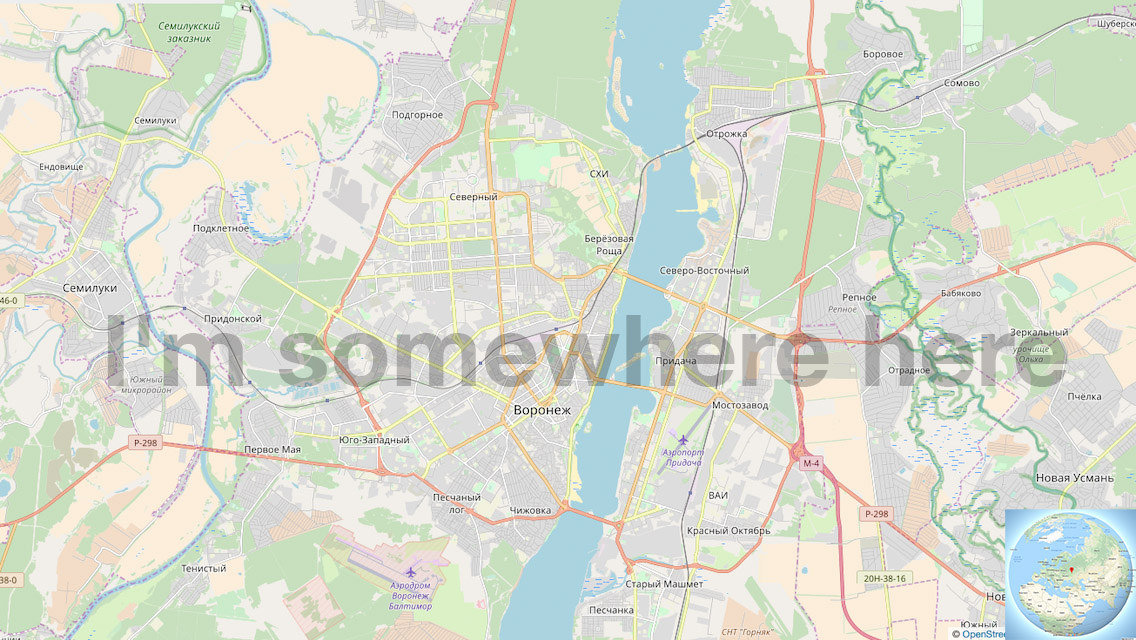 Семилукский
заказник
Шуберс
Боровое
Сомово
Подгорное
Семилуки
Отрожка
Ендовище
СХИ
Северный
Подклетное
Берёзовая
Роща
Северо-Восточный
Семилуки
46-0
Придонской
Репное
Репное
Бабяково
Зеркальный
урочище
Ольха
I'm somewhere here
Придача
Отрадное
Южный
микрорайон
Пчёлка
Воронеж
Мостозавод
Юго-Западный
Р-298
Первое Мая
Аэропорт
Придача
М-4
Новая Усмань
Песчаный
лог
ВАИ
Чижовка
Р-298
Красный Октябрь
Тенистый
38-0
Аэродром
Воронеж
Балтимор
20Н-38-16
Старый Машмет
Нов
Песчанка
СНТ "Горняк"
Южный
© OpenStree